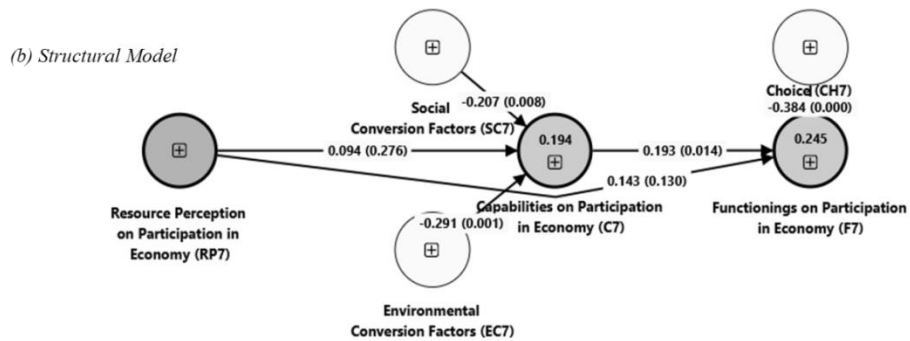 (b) Structural Model
Social
Conversion Factors (SC7)
-0.207 (0.008)
Choice (CH7)
-0.384 (0.000)
0.194
0.245
0.094 (0.276)
0.193 (0.014)
0.143 (0.130)
Resource Perception
on Participation in
Economy (RP7)
Capabilities on Participation
in Economy (C7)
Functionings on Participation
in Economy (F7)
-0.291 (0.001)
Environmental
Conversion Factors (EC7)